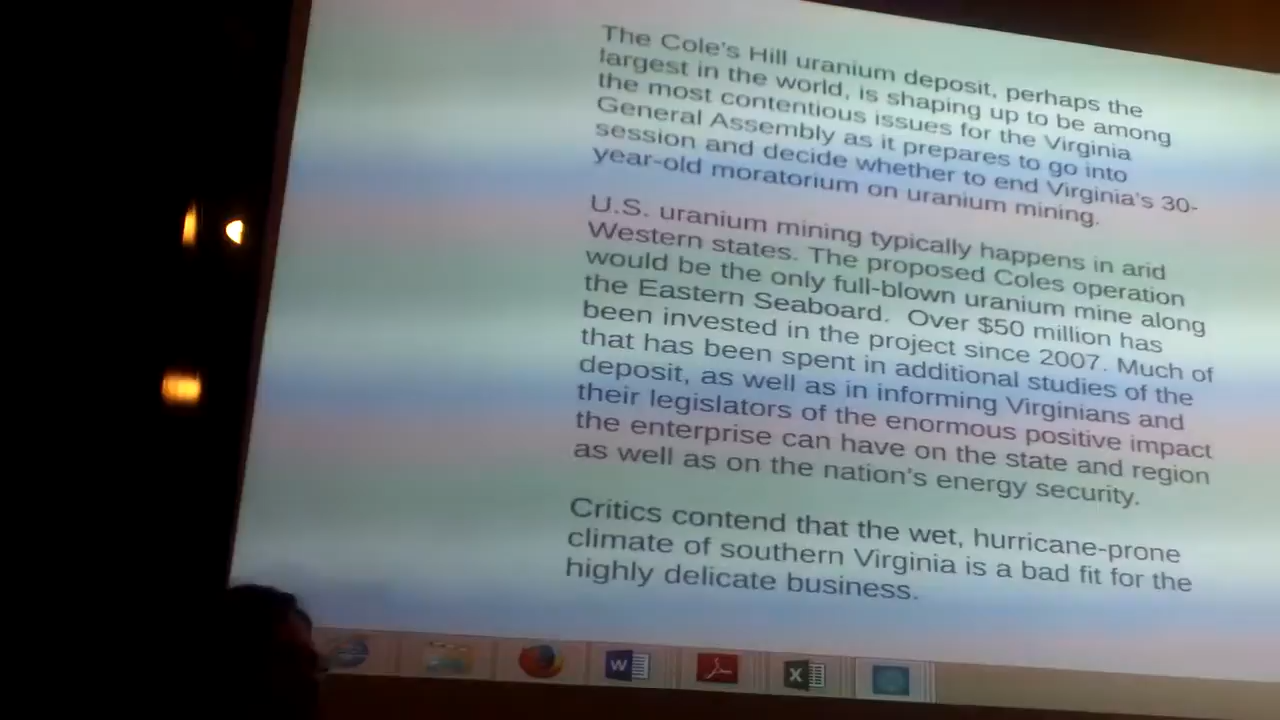 The Cole's Hill uranium deposit, perhaps the
largest in the world, is shaping up to be among
the most contentious issues for the Virginia
General Assembly as it prepares to go into
session and decide whether to end Virginia's 30-
year-old moratorium on uranium mining.
U.S. uranium mining typically happens in arid
Western states. The proposed Coles operation
would be the only full-blown uranium mine along
the Eastern Seaboard. Over $50 million has
been invested in the project since 2007. Much of
that has been spent in additional studies of the
deposit, as well as in informing Virginians and
their legislators of the enormous positive impact
the enterprise can have on the state and region
as well as on the nation's energy security.
Critics contend that the wet, hurricane-prone
climate of southern Virginia is a bad fit for the
highly delicate business.